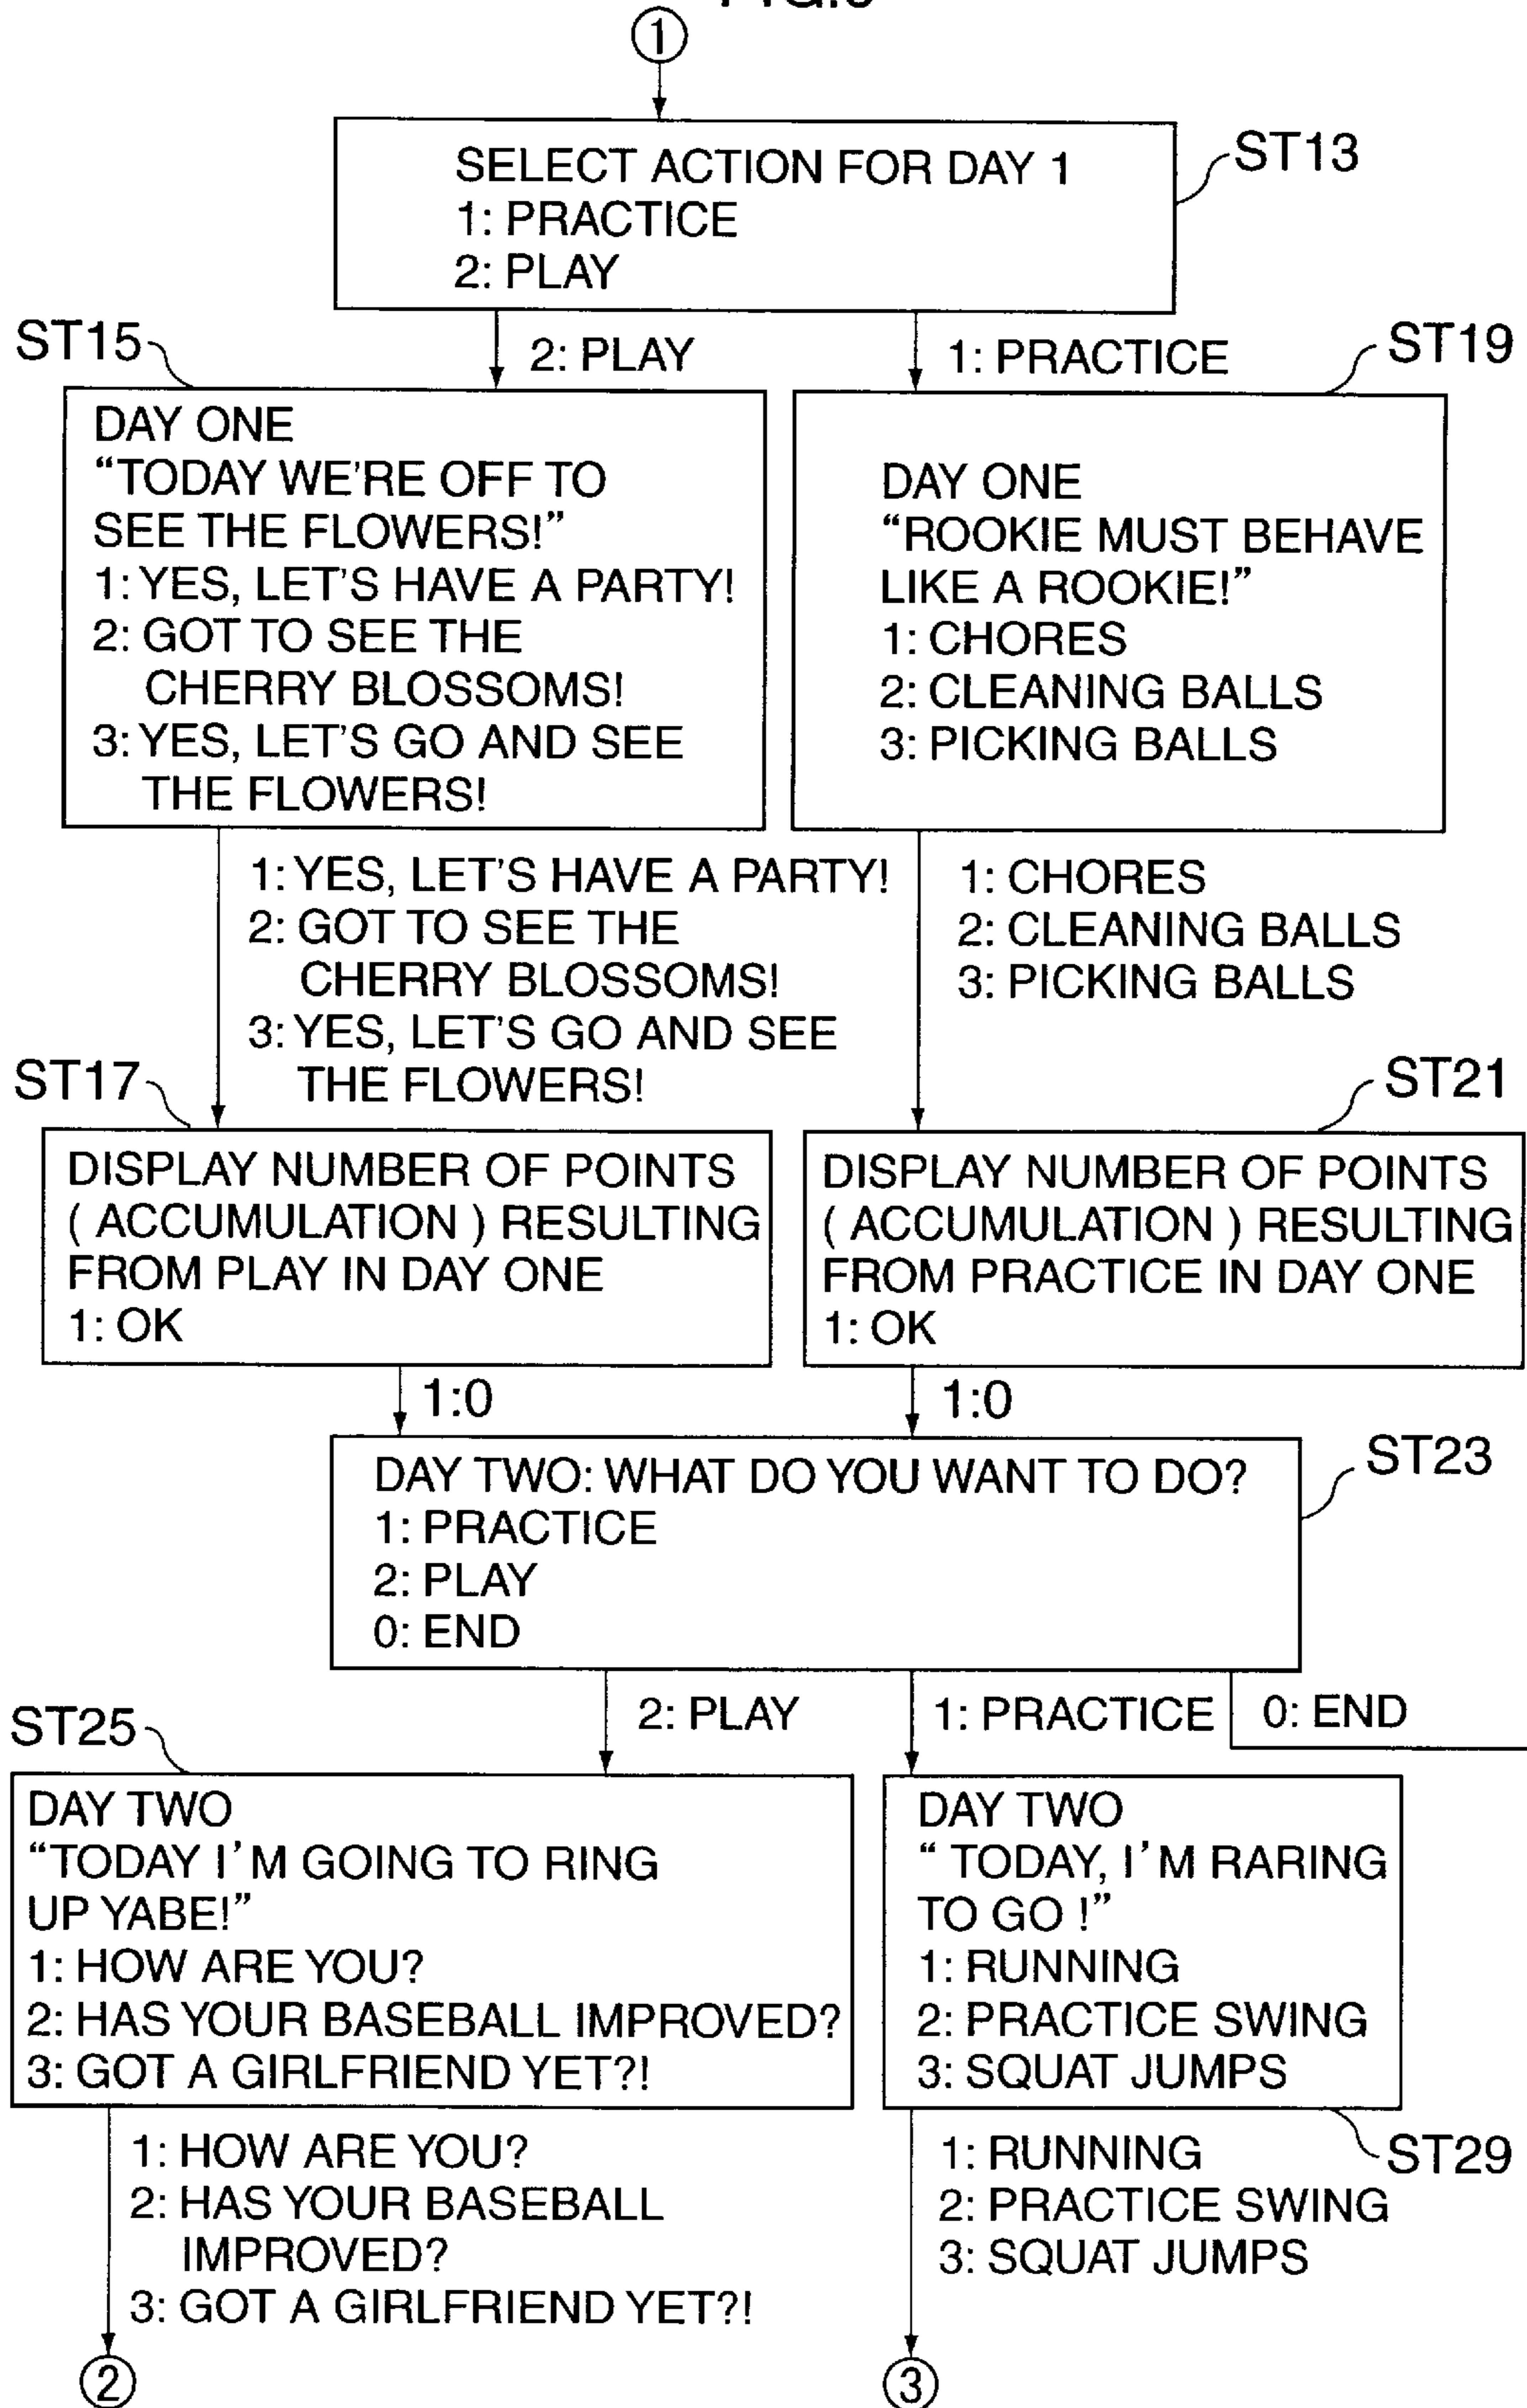 1
SELECT ACTION FOR DAY 1
1: PRACTICE
2: PLAY
ST13
2: PLAY
1: PRACTICE
ST15
DAY ONE
“TODAY WE'RE OFF TO
SEE THE FLOWERS!”
1: YES, LET'S HAVE A PARTY!
2: GOT TO SEE THE
CHERRY BLOSSOMS!
3: YES, LET'S GO AND SEE
THE FLOWERS!
ST19
DAY ONE
“ROOKIE MUST BEHAVE
LIKE A ROOKIE!”
1: CHORES
2: CLEANING BALLS
3: PICKING BALLS
1: YES, LET'S HAVE A PARTY!
2: GOT TO SEE THE
CHERRY BLOSSOMS!
3: YES, LET'S GO AND SEE
THE FLOWERS!
1: CHORES
2: CLEANING BALLS
3: PICKING BALLS
ST17
DISPLAY NUMBER OF POINTS
( ACCUMULATION ) RESULTING
FROM PLAY IN DAY ONE
1: OK
ST21
DISPLAY NUMBER OF POINTS
( ACCUMULATION ) RESULTING
FROM PRACTICE IN DAY ONE
1: OK
1:0
1:0
ST23
DAY TWO: WHAT DO YOU WANT TO DO?
1: PRACTICE
2: PLAY
0: END
2: PLAY
1: PRACTICE
0: END
ST25
DAY TWO
“TODAY I'M GOING TO RING
UP YABE!”
1: HOW ARE YOU?
2: HAS YOUR BASEBALL IMPROVED?
3: GOT A GIRLFRIEND YET?!
DAY TWO
“ TODAY, I'M RARING
TO GO !”
1: RUNNING
2: PRACTICE SWING
3: SQUAT JUMPS
ST29
1: HOW ARE YOU?
2: HAS YOUR BASEBALL
IMPROVED?
3: GOT A GIRLFRIEND YET?!
1: RUNNING
2: PRACTICE SWING
3: SQUAT JUMPS
2
3